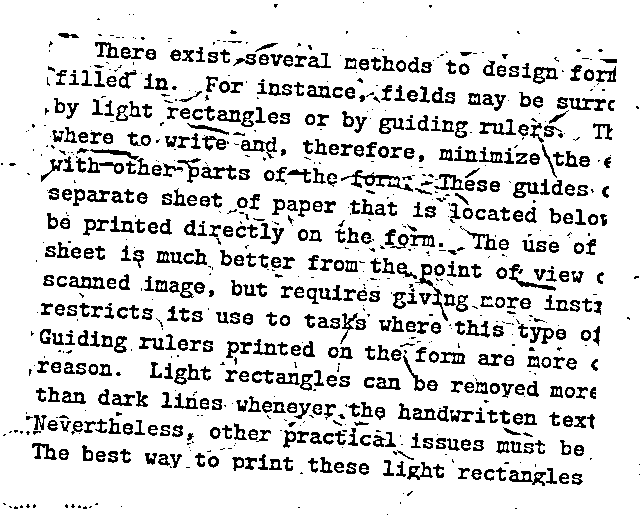 There exist several methods to design form
filled in. For instance, fields may be surro
by light rectangles or by guiding rulers. Th
where to write and, therefore, minimize the e
with other parts of the form. These guides c
separate sheet of paper that is located below
be printed directly on the form. The use of
sheet is much better from the point of view o
scanned image, but requires giving more instr
restricts its use to tasks where this type of
Guiding rulers printed on the form are more c
reason. Light rectangles can be removed more
than dark lines whenever the handwritten text
Nevertheless, other practical issues must be
The best way to print these light rectangles